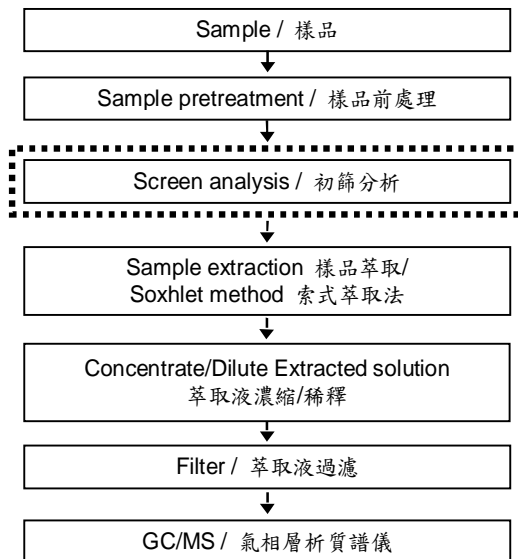 Sample / 樣品
Sample pretreatment / 樣品前處理
Screen analysis / 初篩分析
Sample extraction 樣品萃取/
Soxhlet method 索式萃取法
Concentrate/Dilute Extracted solution
萃取液濃縮/稀釋
Filter / 萃取液過濾
GC/MS / 氣相層析質譜儀